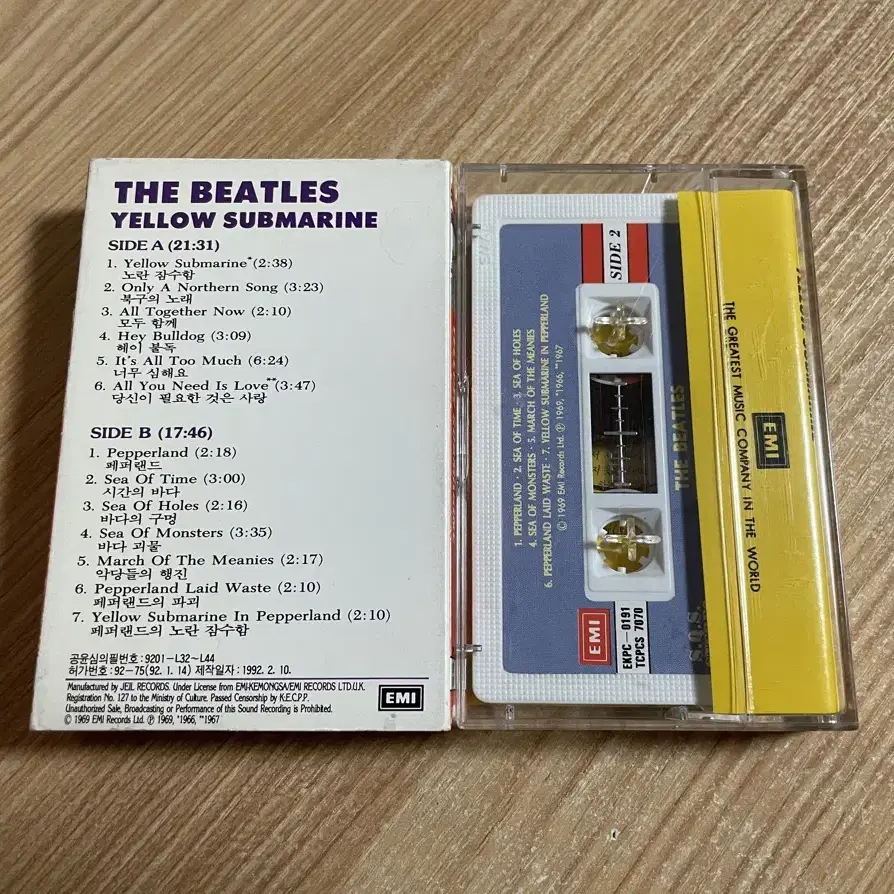 THE BEATLES
YELLOW SUBMARINE
SIDE A (21:31)
1. Yellow Submarine*(2:38)
노란 잠수함
2. Only A Northern Song (3:23)
북구의 노래
3. All Together Now (2:10)
모두 함께
4. Hey Bulldog (3:09)
헤이 불독
5. It's All Too Much (6:24)
너무 심해요
6. All You Need Is Love**(3:47)
당신이 필요한 것은 사랑
SIDE B (17:46)
1. Pepperland (2:18)
페퍼랜드
2. Sea Of Time (3:00)
시간의 바다
3. Sea Of Holes (2:16)
바다의 구멍
4. Sea Of Monsters (3:35)
바다 괴물
5. March Of The Meanies (2:17)
악당들의 행진
6. Pepperland Laid Waste (2:10)
페퍼랜드의 파괴
7. Yellow Submarine In Pepperland (2:10)
페퍼랜드의 노란 잠수함
공윤심의필번호:9201-L32~L44
허가번호:92-75(92.1.14) 제작일자:1992.2.10.
Manufactured by JEIL RECORDS. Under License from EMI-KEMONGSA/EMI RECORDS LTD.U.K.
Registration No. 127 to the Ministry of Culture. Passed Censorship by K.E.C.P.P.
Unauthorized Sale, Broadcasting or Performance of this Sound Recording is Prohibited.
© 1969 EMI Records Ltd. ℗ 1969, *1966, **1967
EMI
SIDE 2
1. PEPPERLAND · 2. SEA OF TIME · 3. SEA OF HOLES
4. SEA OF MONSTERS · 5. MARCH OF THE MEANIES
6. PEPPERLAND LAID WASTE · 7. YELLOW SUBMARINE IN PEPPERLAND
© 1969 EMI Records Ltd. ℗ 1969, *1966, **1967
THE BEATLES
EMI
EKPC-0191
TCPCS 7070
EMI
THE GREATEST MUSIC COMPANY IN THE WORLD